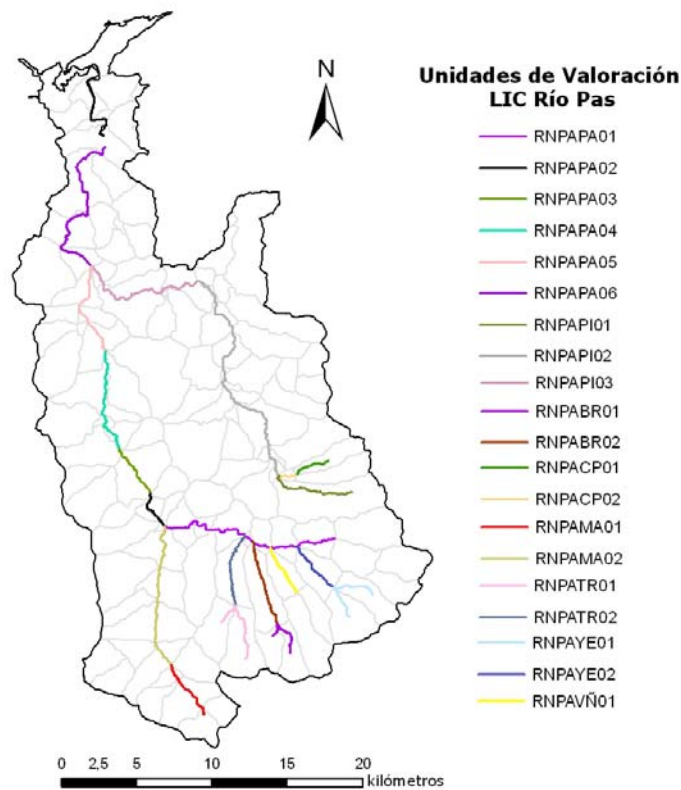 N
Unidades de Valoración
LIC Río Pas
RNPAPA01
RNPAPA02
RNPAPA03
RNPAPA04
RNPAPA05
RNPAPA06
RNPAPI01
RNPAPI02
RNPAPI03
RNPABR01
RNPABR02
RNPACP01
RNPACP02
RNPAMA01
RNPAMA02
RNPATR01
RNPATR02
RNPAYE01
RNPAYE02
RNPAVÑ01
0 2,5 5 10 15 20
kilómetros